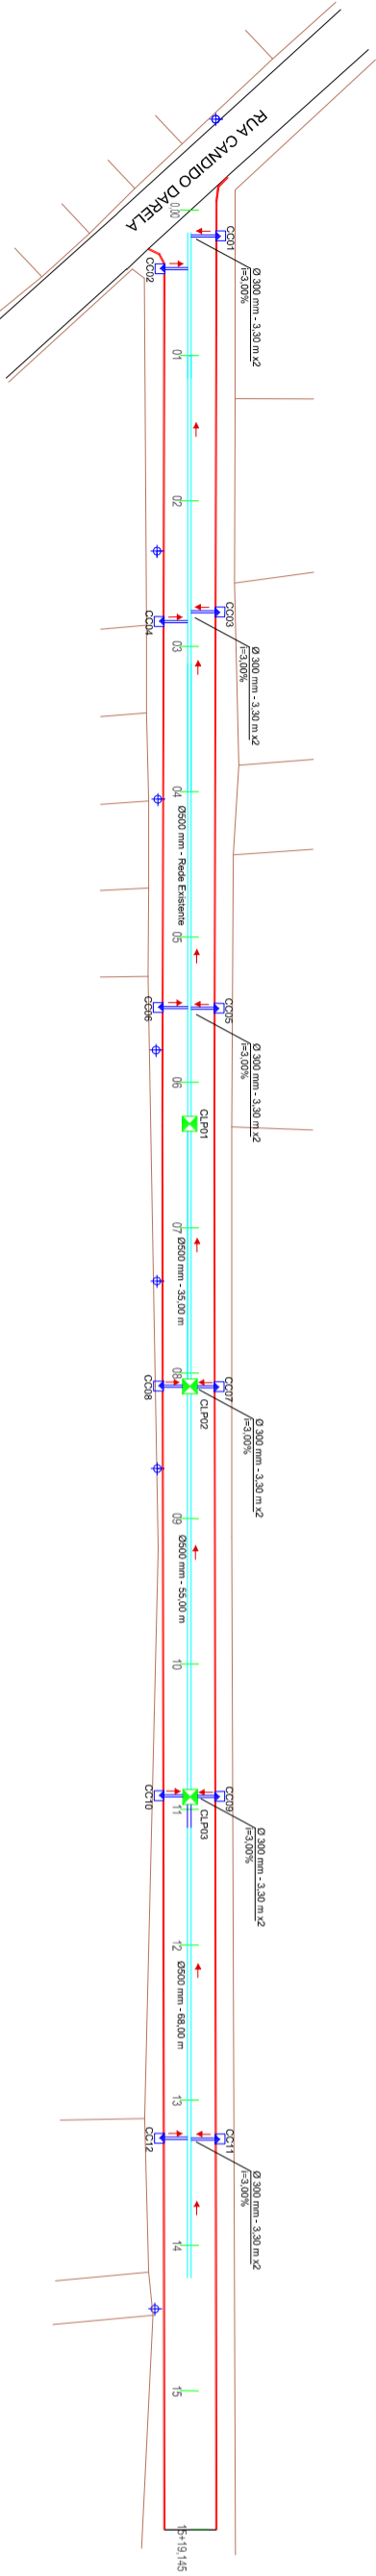 RUA CANDIDO DARELA
0.00
CC01
Ø 300 mm - 3,30 m x2
i=3,00%
CC02
01
02
CC03
CC04
Ø 300 mm - 3,30 m x2
i=3,00%
03
04
Ø500 mm - Rede Existente
05
CC05
CC06
Ø 300 mm - 3,30 m x2
i=3,00%
06
CLP01
07
Ø500 mm - 35,00 m
08
CC07
CC08
CLP02
Ø 300 mm - 3,30 m x2
i=3,00%
09
Ø500 mm - 55,00 m
10
CC09
CC10
CLP03
11
Ø 300 mm - 3,30 m x2
i=3,00%
12
Ø500 mm - 68,00 m
13
CC11
CC12
Ø 300 mm - 3,30 m x2
i=3,00%
14
15
15+19,145